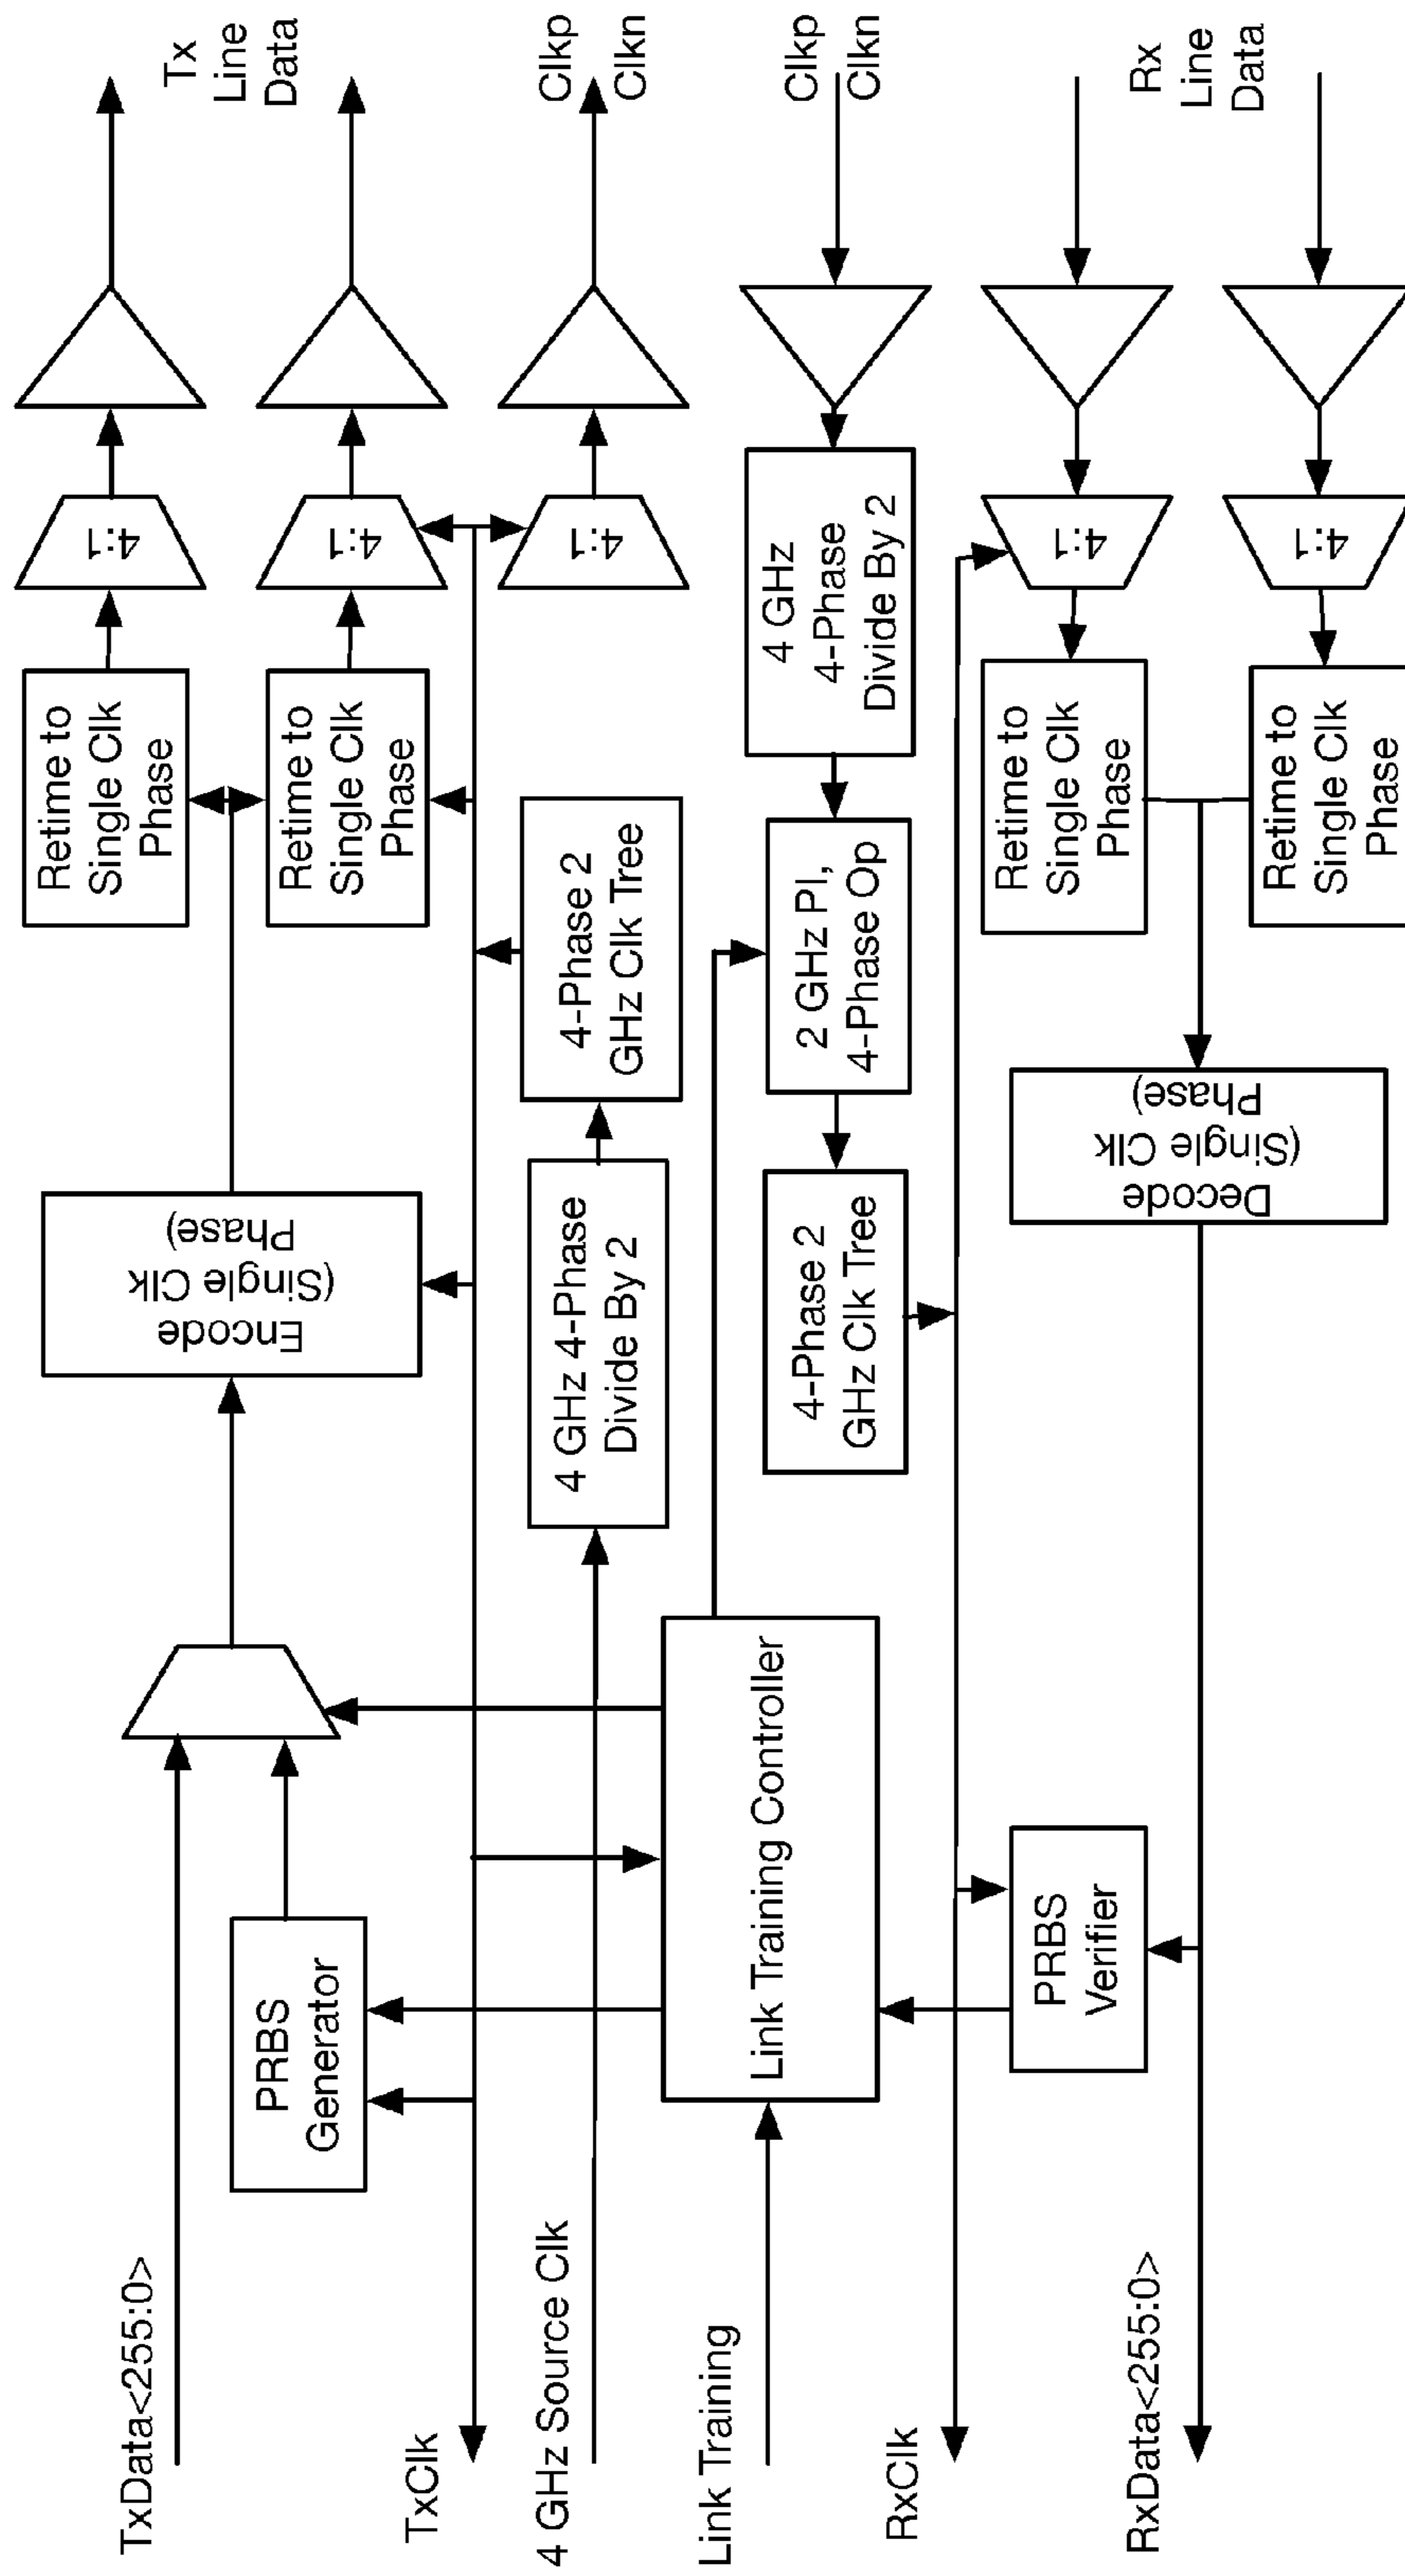 TxData<255:0>
TxClk
4 GHz Source Clk
Link Training
RxClk
RxData<255:0>
PRBS
Generator
Link Training Controller
PRBS
Verifier
Encode
(Single Clk
Phase)
4 GHz 4-Phase
Divide By 2
4-Phase 2
GHz Clk Tree
4-Phase 2
GHz Clk Tree
2 GHz PI,
4-Phase Op
4 GHz
4-Phase
Divide By 2
Decode
(Single Clk
Phase)
Retime to
Single Clk
Phase
Retime to
Single Clk
Phase
Retime to
Single Clk
Phase
Retime to
Single Clk
Phase
4:1
4:1
4:1
4:1
4:1
Tx
Line
Data
Clkp
Clkn
Clkp
Clkn
Rx
Line
Data